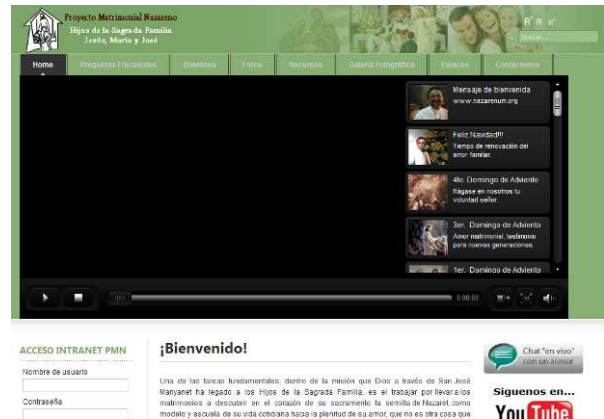 Proyecto Matrimonial Nazareno
Hijos de la Sagrada Familia
Jesús, María y José
A A A
buscar...
Home Preguntas Frecuentes Boletines Foros Recursos Galería Fotográfica Enlaces Contáctenos
Mensaje de bienvenida
www.nazarenum.org
Feliz Navidad!!!
Tiempo de renovación del
amor familiar.
4to. Domingo de Adviento
Hágase en nosotros tu
voluntad señor.
3er. Domingo de Adviento
Amor matrimonial, testimonio
para nuevas generaciones.
1er. Domingo de Adviento
0:00:00
ACCESO INTRANET PMN
Nombre de usuario
Contraseña
¡Bienvenido!
Una de las tareas fundamentales, dentro de la misión que Dios a través de San José
Manyanet ha legado a los Hijos de la Sagrada Familia, es el trabajar por llevar a los
matrimonios a descubrir en el corazón de su sacramento la semilla de Nazaret, como
modelo y escuela de su vida cotidiana hacia la plenitud de su amor, que no es otra cosa que
Chat "en vivo"
con un asesor
Siguenos en...
You Tube